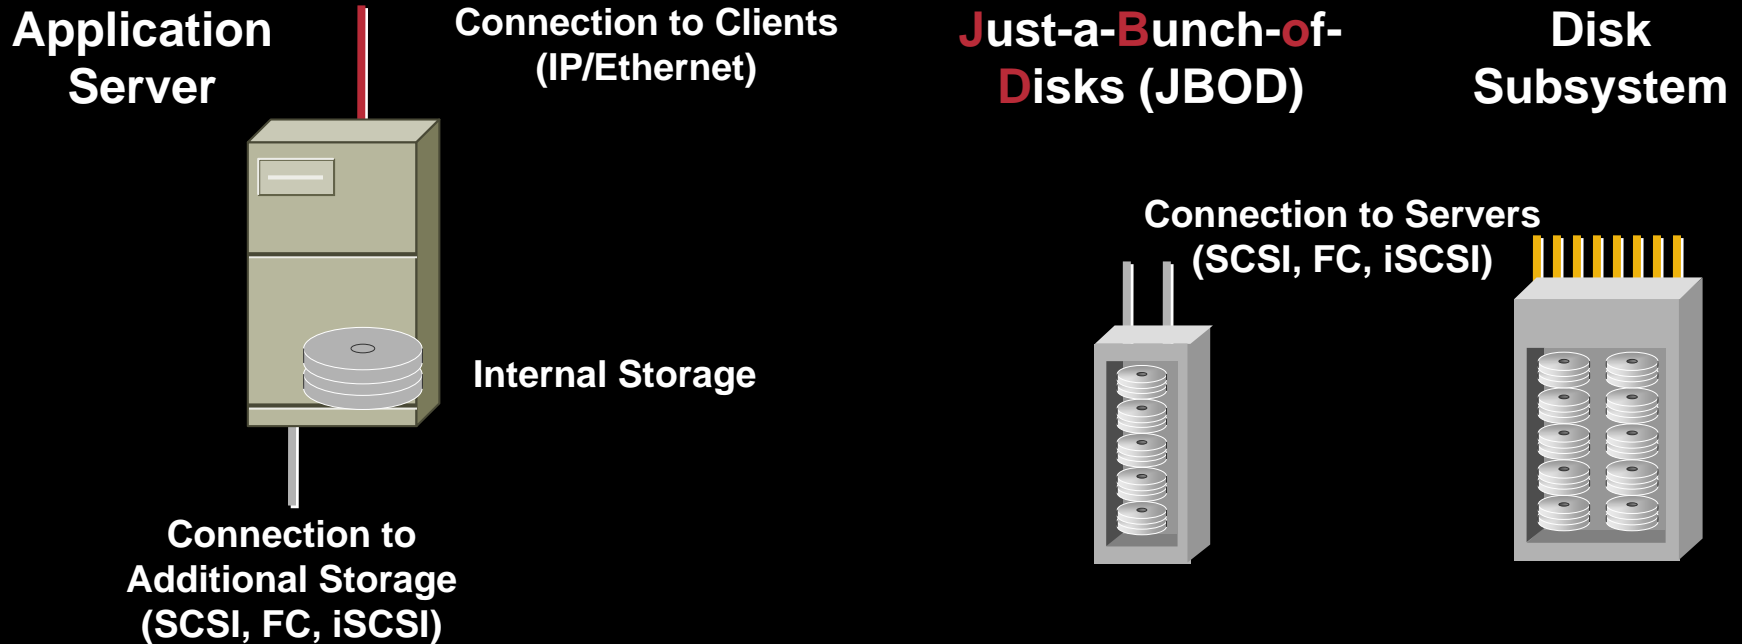 Application
Server
Connection to Clients
(IP/Ethernet)
Just-a-Bunch-of-
Disks (JBOD)
Disk
Subsystem
Connection to Servers
(SCSI, FC, iSCSI)
Internal Storage
Connection to
Additional Storage
(SCSI, FC, iSCSI)